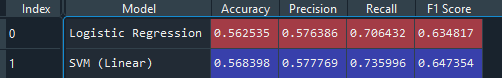 Index Model Accuracy Precision Recall F1 Score
0 Logistic Regression 0.562535 0.576386 0.706432 0.634817
1 SVM (Linear) 0.568398 0.577769 0.735996 0.647354